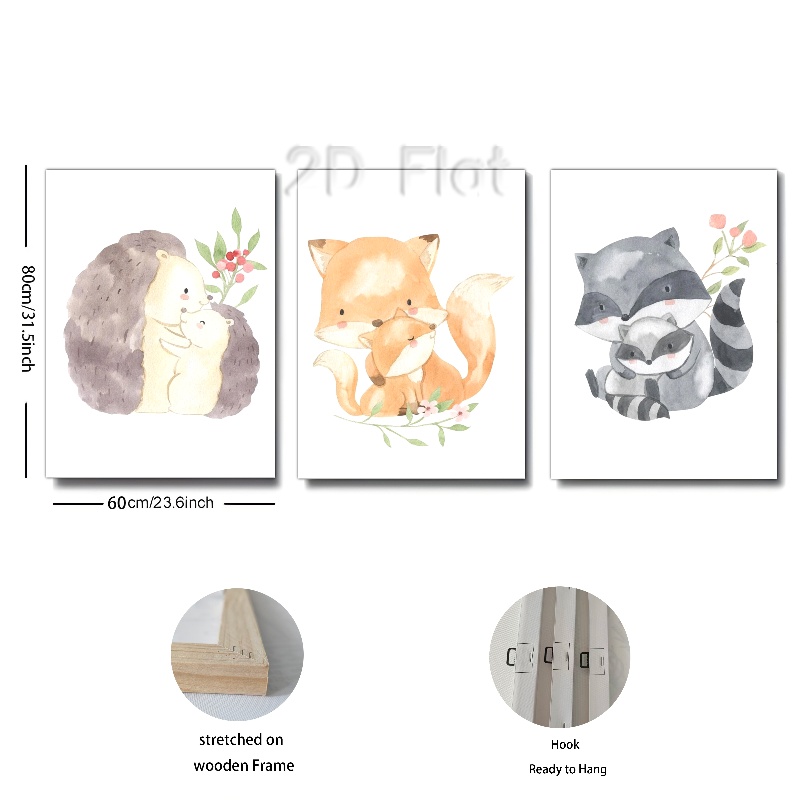 2D Flat
80cm/31.5inch
60cm/23.6inch
stretched on
wooden Frame
Hook
Ready to Hang